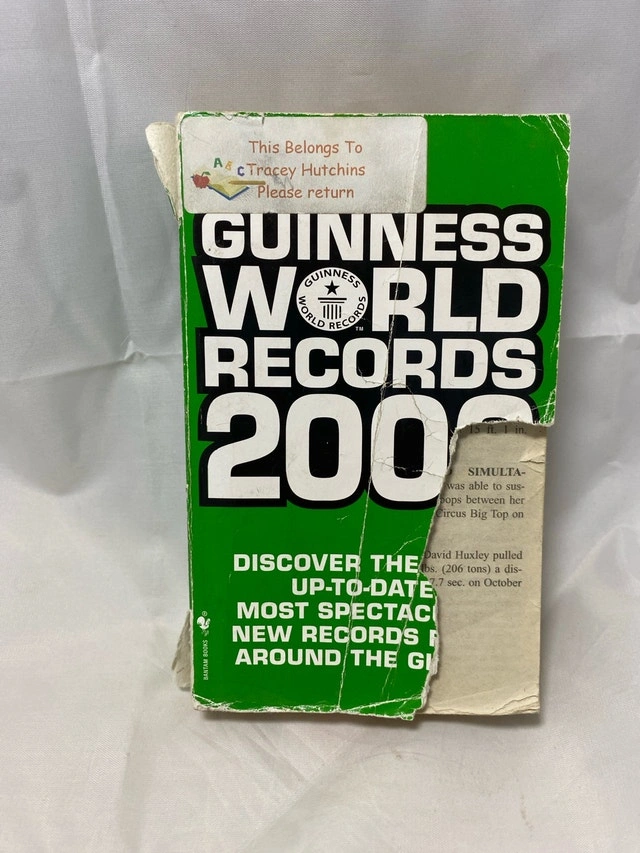 This Belongs To
A B C
Tracey Hutchins
Please return
GUINNESS
WORLD
GUINNESS WORLD RECORDS
™
RECORDS
200
15 ft. 1 in.
SIMULTA-
was able to sus-
oops between her
Circus Big Top on
David Huxley pulled
lbs. (206 tons) a dis-
7.7 sec. on October
DISCOVER THE
UP-TO-DATE
MOST SPECTAC
NEW RECORDS
AROUND THE
BANTAM BOOKS
®